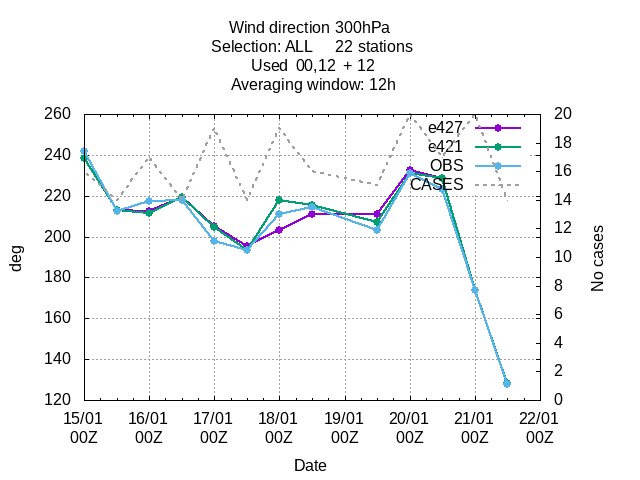 Wind direction 300hPa
Selection: ALL 22 stations
Used 00,12 + 12
Averaging window: 12h
260 20
e427
18
240 e421
16
OBS
220 CASES
14
200 12
deg
10
No cases
180 8
160 6
4
140
2
120 0
15/01 16/01 17/01 18/01 19/01 20/01 21/01 22/01
00Z 00Z 00Z 00Z 00Z 00Z 00Z 00Z
Date